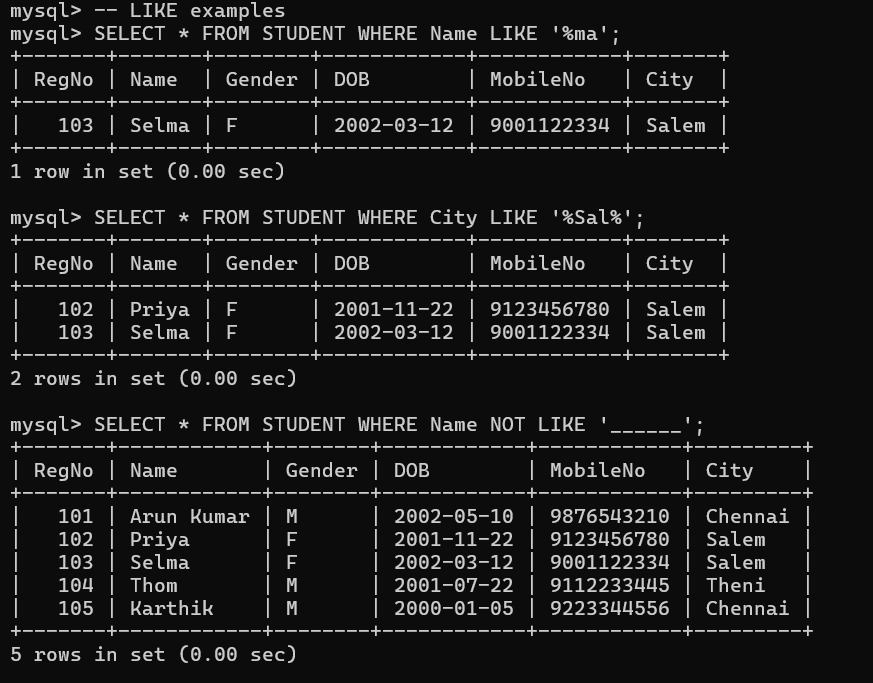 mysql> -- LIKE examples
mysql> SELECT * FROM STUDENT WHERE Name LIKE '%ma';
+-------+-------+--------+------------+------------+-------+
| RegNo | Name  | Gender | DOB        | MobileNo   | City  |
+-------+-------+--------+------------+------------+-------+
|   103 | Selma | F      | 2002-03-12 | 9001122334 | Salem |
+-------+-------+--------+------------+------------+-------+
1 row in set (0.00 sec)

mysql> SELECT * FROM STUDENT WHERE City LIKE '%Sal%';
+-------+-------+--------+------------+------------+-------+
| RegNo | Name  | Gender | DOB        | MobileNo   | City  |
+-------+-------+--------+------------+------------+-------+
|   102 | Priya | F      | 2001-11-22 | 9123456780 | Salem |
|   103 | Selma | F      | 2002-03-12 | 9001122334 | Salem |
+-------+-------+--------+------------+------------+-------+
2 rows in set (0.00 sec)

mysql> SELECT * FROM STUDENT WHERE Name NOT LIKE '______';
+-------+------------+--------+------------+------------+---------+
| RegNo | Name       | Gender | DOB        | MobileNo   | City    |
+-------+------------+--------+------------+------------+---------+
|   101 | Arun Kumar | M      | 2002-05-10 | 9876543210 | Chennai |
|   102 | Priya      | F      | 2001-11-22 | 9123456780 | Salem   |
|   103 | Selma      | F      | 2002-03-12 | 9001122334 | Salem   |
|   104 | Thom       | M      | 2001-07-22 | 9112233445 | Theni   |
|   105 | Karthik    | M      | 2000-01-05 | 9223344556 | Chennai |
+-------+------------+--------+------------+------------+---------+
5 rows in set (0.00 sec)